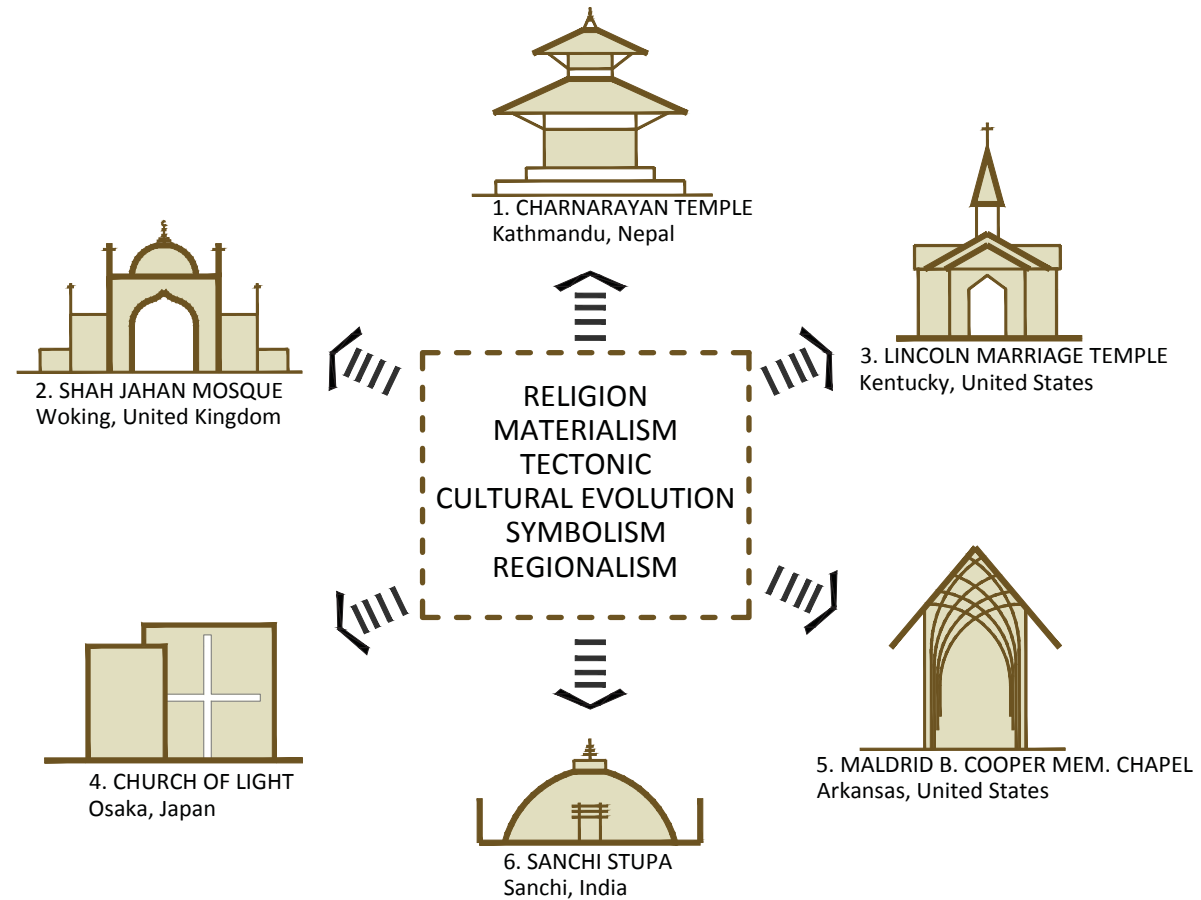 1. CHARNARAYAN TEMPLE
Kathmandu, Nepal
2. SHAH JAHAN MOSQUE
Woking, United Kingdom
3. LINCOLN MARRIAGE TEMPLE
Kentucky, United States
RELIGION
MATERIALISM
TECTONIC
CULTURAL EVOLUTION
SYMBOLISM
REGIONALISM
4. CHURCH OF LIGHT
Osaka, Japan
5. MALDRID B. COOPER MEM. CHAPEL
Arkansas, United States
6. SANCHI STUPA
Sanchi, India